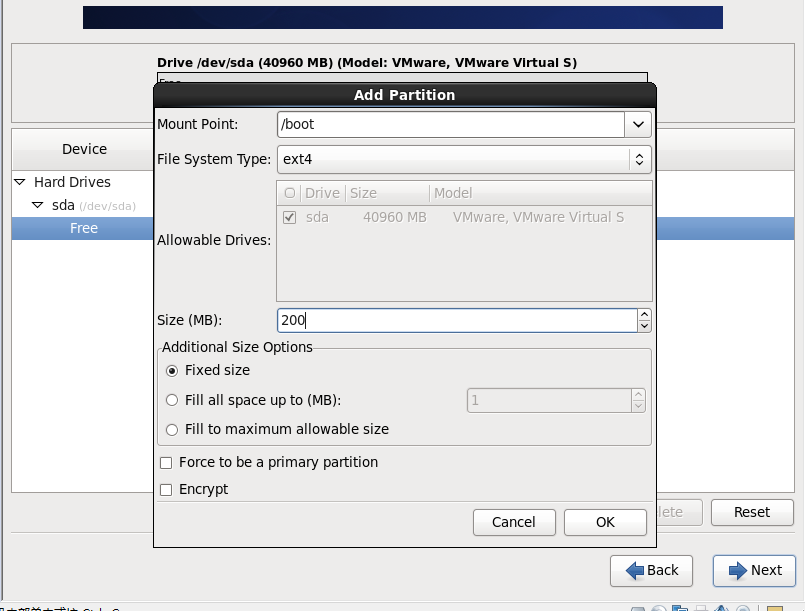 Drive /dev/sda (40960 MB) (Model: VMware, VMware Virtual S)
Free
Add Partition
Mount Point: /boot
File System Type: ext4
Device
Hard Drives
sda (/dev/sda)
Free
Allowable Drives:
Drive Size Model
sda 40960 MB VMware, VMware Virtual S
Size (MB): 200
Additional Size Options
Fixed size
Fill all space up to (MB): 1
Fill to maximum allowable size
Force to be a primary partition
Encrypt
Cancel OK
Reset
Back Next